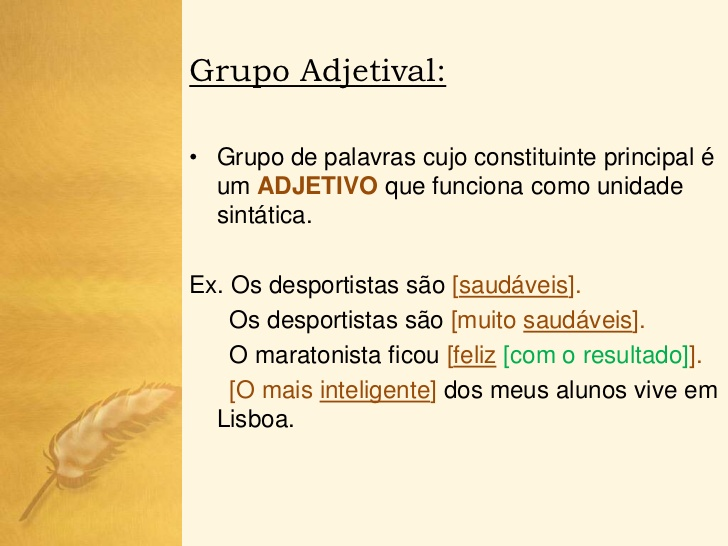 Grupo Adjetival:
• Grupo de palavras cujo constituinte principal é
um ADJETIVO que funciona como unidade
sintática.
Ex. Os desportistas são [saudáveis].
Os desportistas são [muito saudáveis].
O maratonista ficou [feliz [com o resultado]].
[O mais inteligente] dos meus alunos vive em
Lisboa.